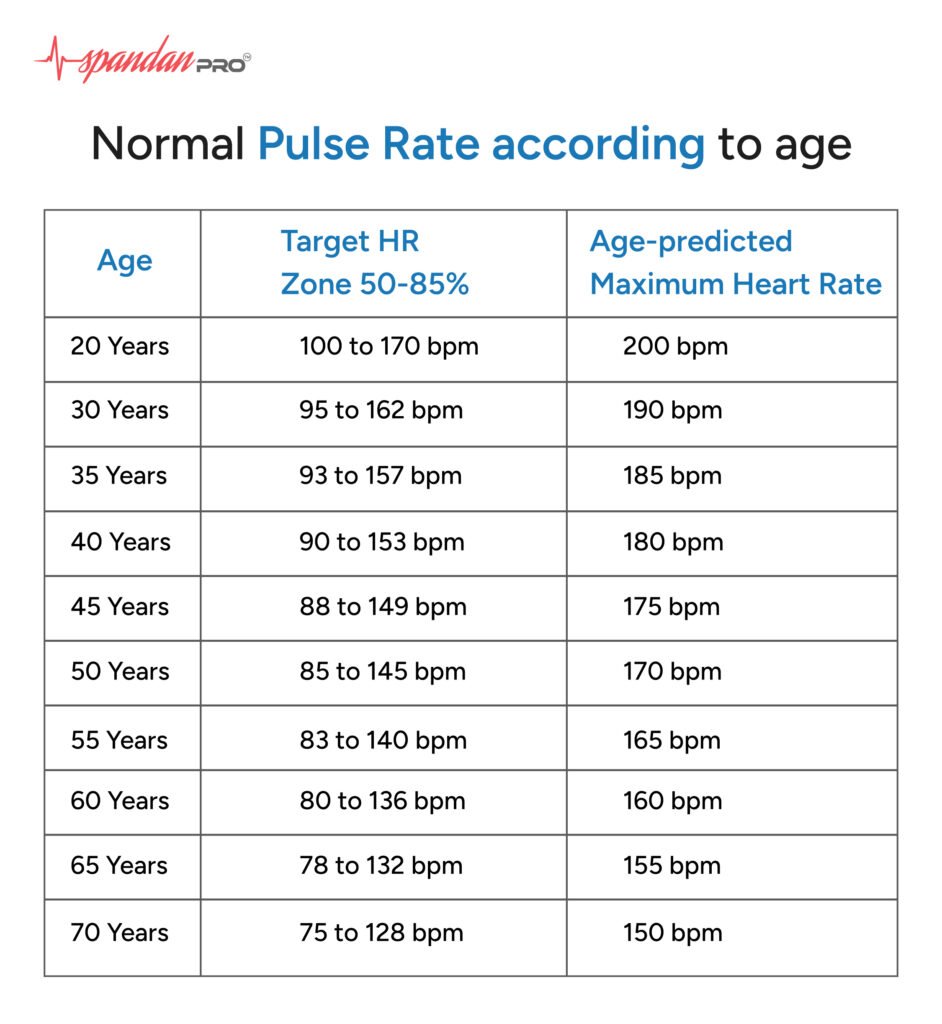 spandan PRO™
Normal Pulse Rate according to age
Age
Target HR
Zone 50-85%
Age-predicted
Maximum Heart Rate
20 Years 100 to 170 bpm 200 bpm
30 Years 95 to 162 bpm 190 bpm
35 Years 93 to 157 bpm 185 bpm
40 Years 90 to 153 bpm 180 bpm
45 Years 88 to 149 bpm 175 bpm
50 Years 85 to 145 bpm 170 bpm
55 Years 83 to 140 bpm 165 bpm
60 Years 80 to 136 bpm 160 bpm
65 Years 78 to 132 bpm 155 bpm
70 Years 75 to 128 bpm 150 bpm